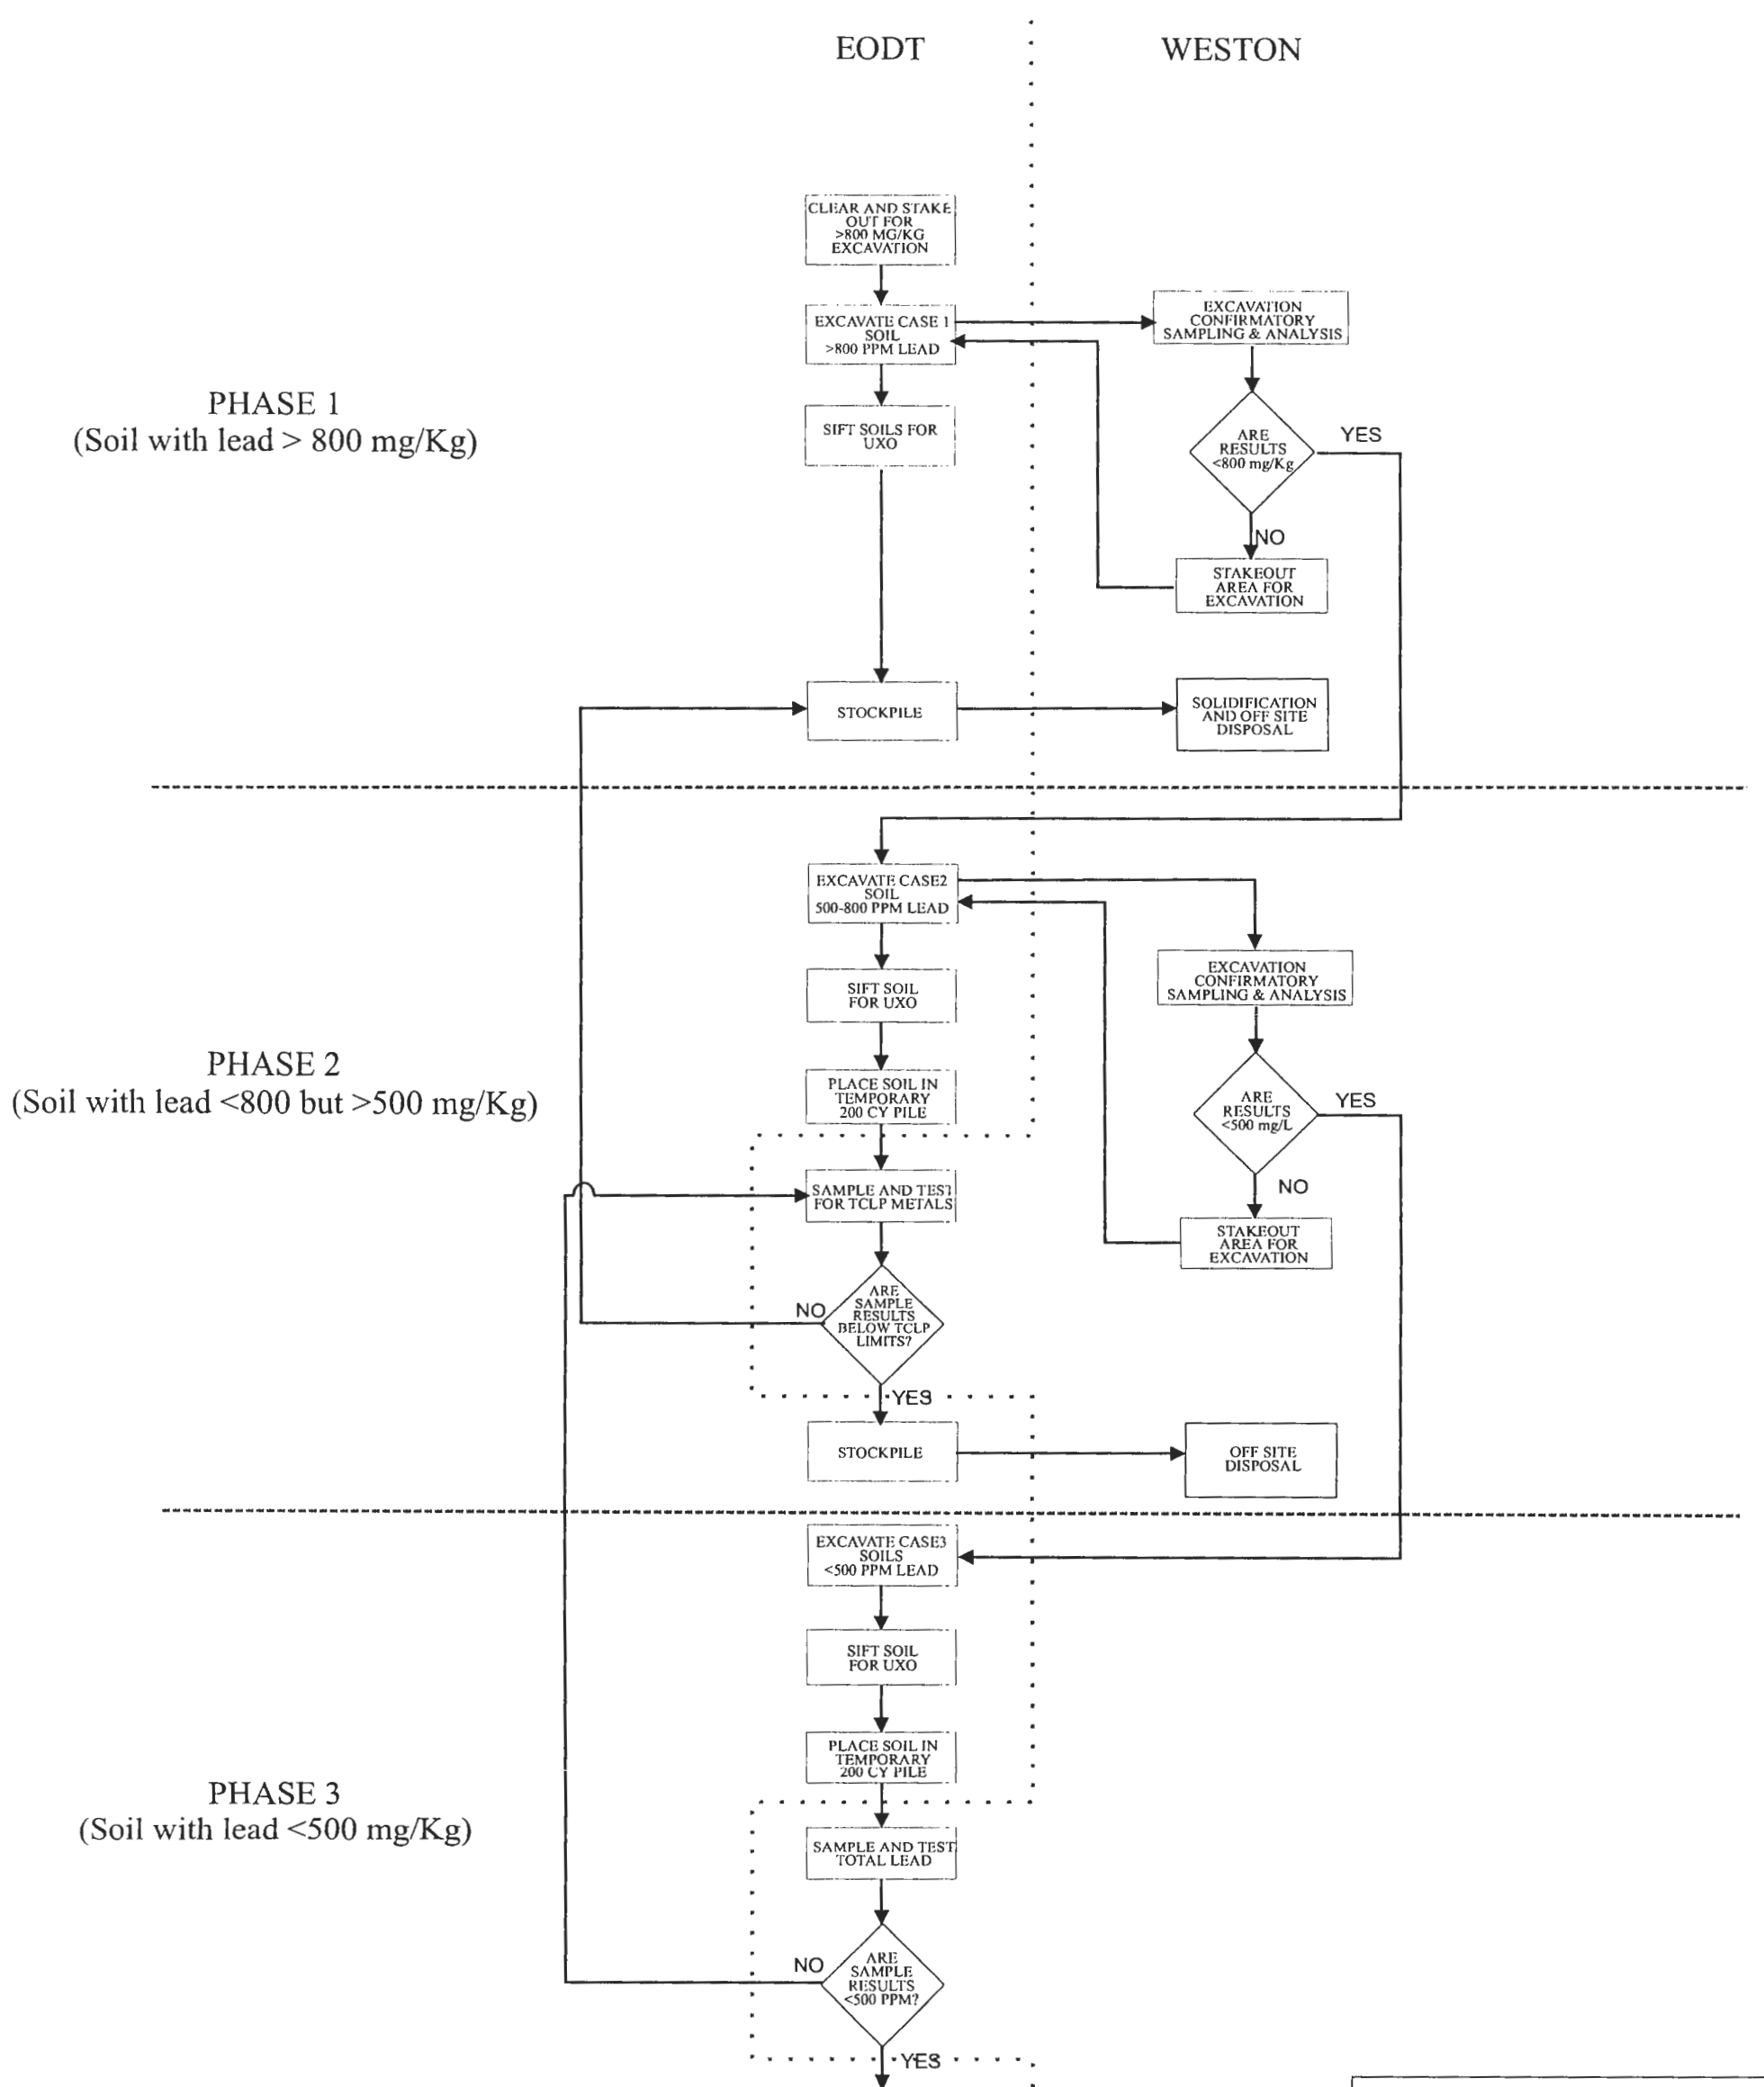 EODT
WESTON
CLEAR AND STAKE
OUT FOR
>800 MG/KG
EXCAVATION
EXCAVATE CASE 1
SOIL
>800 PPM LEAD
EXCAVATION
CONFIRMATORY
SAMPLING & ANALYSIS
PHASE 1
(Soil with lead > 800 mg/Kg)
SIFT SOILS FOR
UXO
ARE
RESULTS
<800 mg/Kg
YES
NO
STAKEOUT
AREA FOR
EXCAVATION
STOCKPILE
SOLIDIFICATION
AND OFF SITE
DISPOSAL
EXCAVATE CASE2
SOIL
500-800 PPM LEAD
EXCAVATION
CONFIRMATORY
SAMPLING & ANALYSIS
SIFT SOIL
FOR UXO
PHASE 2
(Soil with lead <800 but >500 mg/Kg)
PLACE SOIL IN
TEMPORARY
200 CY PILE
ARE
RESULTS
<500 mg/L
YES
NO
SAMPLE AND TEST
FOR TCLP METALS
STAKEOUT
AREA FOR
EXCAVATION
ARE
SAMPLE
RESULTS
BELOW TCLP
LIMITS?
NO
YES
STOCKPILE
OFF SITE
DISPOSAL
EXCAVATE CASE3
SOILS
<500 PPM LEAD
SIFT SOIL
FOR UXO
PLACE SOIL IN
TEMPORARY
200 CY PILE
PHASE 3
(Soil with lead <500 mg/Kg)
SAMPLE AND TEST
TOTAL LEAD
ARE
SAMPLE
RESULTS
<500 PPM?
NO
YES